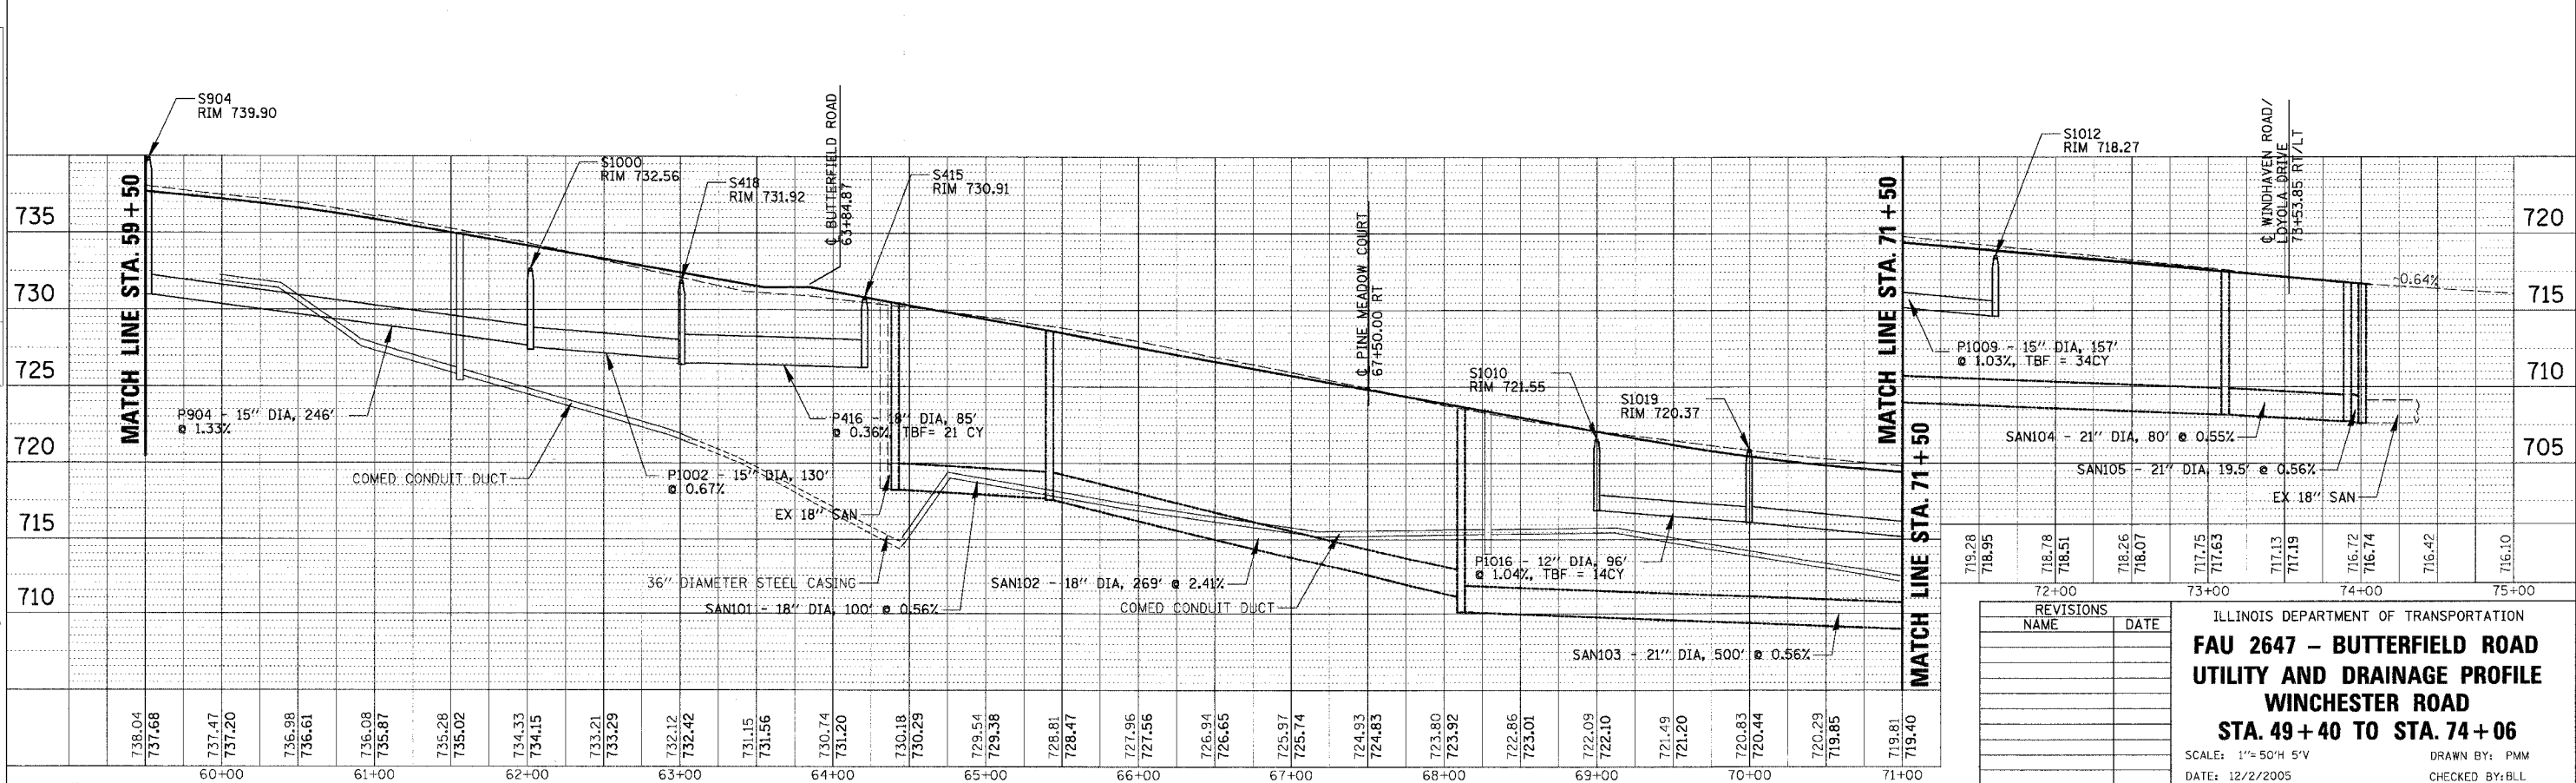 S904
RIM 739.90
S1000
RIM 732.56
S418
RIM 731.92
℄ BUTTERFIELD ROAD
63+84.87
S415
RIM 730.91
℄ PINE MEADOW COURT
67+50.00 RT
S1010
RIM 721.55
S1019
RIM 720.37
S1012
RIM 718.27
℄ WINDHAVEN ROAD/
LOYOLA DRIVE
73+53.85 RT/LT
MATCH LINE STA. 59+50
735
730
725
720
715
710
P904 - 15" DIA, 246'
@ 1.33%
COMED CONDUIT DUCT
P1002 - 15" DIA, 130'
@ 0.67%
P416 - 18" DIA, 85'
@ 0.36%, TBF= 21 CY
EX 18" SAN
36" DIAMETER STEEL CASING
SAN101 - 18" DIA, 100' @ 0.56%
SAN102 - 18" DIA, 269' @ 2.41%
COMED CONDUIT DUCT
P1016 - 12" DIA, 96'
@ 1.04%, TBF = 14CY
SAN103 - 21" DIA, 500' @ 0.56%
MATCH LINE STA. 71+50
MATCH LINE STA. 71+50
P1009 - 15" DIA, 157'
@ 1.03%, TBF = 34CY
SAN104 - 21" DIA, 80' @ 0.55%
SAN105 - 21" DIA, 19.5' @ 0.56%
EX 18" SAN
-0.64%
720
715
710
705
738.04
737.68
737.47
737.20
736.98
736.61
736.08
735.87
735.28
735.02
734.33
734.15
733.21
733.29
732.12
732.42
731.15
731.56
730.74
731.20
730.18
730.29
729.54
729.38
728.81
728.47
727.96
727.56
726.94
726.65
725.97
725.74
724.93
724.83
723.80
723.92
722.86
723.01
722.09
722.10
721.49
721.20
720.83
720.44
720.29
719.85
719.81
719.40
60+00 61+00 62+00 63+00 64+00 65+00 66+00 67+00 68+00 69+00 70+00 71+00
719.28
718.95
718.78
718.51
718.26
718.07
717.75
717.63
717.13
717.19
716.72
716.74
716.42
716.10
72+00 73+00 74+00 75+00
REVISIONS
NAME DATE
ILLINOIS DEPARTMENT OF TRANSPORTATION
FAU 2647 - BUTTERFIELD ROAD
UTILITY AND DRAINAGE PROFILE
WINCHESTER ROAD
STA. 49+40 TO STA. 74+06
SCALE: 1"=50'H 5'V
DRAWN BY: PMM
DATE: 12/2/2005
CHECKED BY:BLL